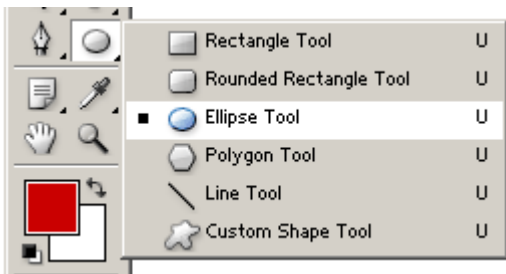 Rectangle Tool U
Rounded Rectangle Tool U
Ellipse Tool U
Polygon Tool U
Line Tool U
Custom Shape Tool U